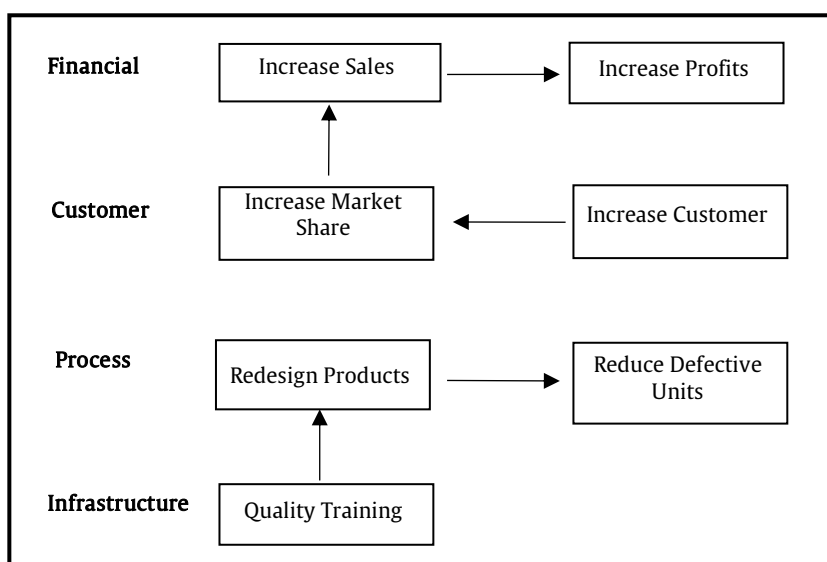 Financial
Increase Sales
Increase Profits
Customer
Increase Market
Share
Increase Customer
Process
Redesign Products
Reduce Defective
Units
Infrastructure
Quality Training